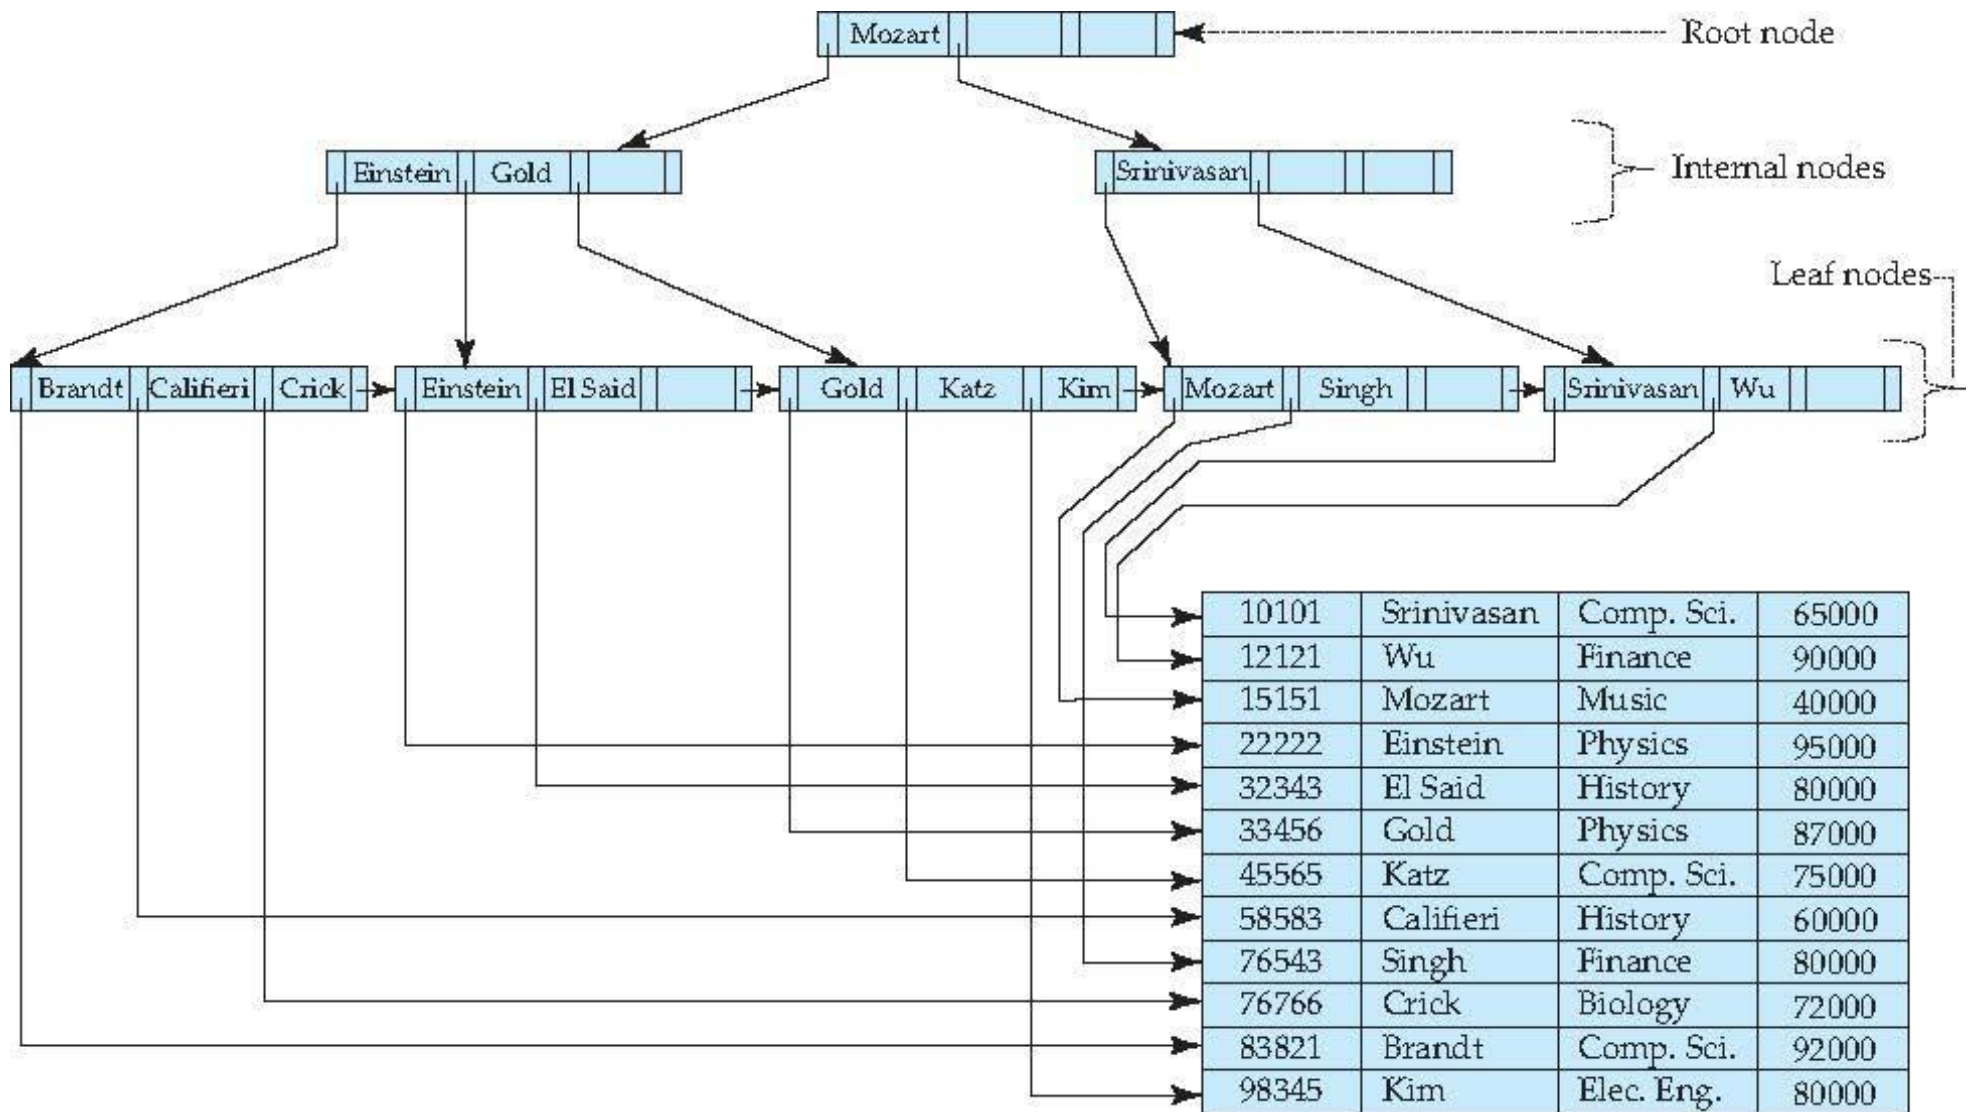 Mozart
Root node
Einstein Gold
Srinivasan
Internal nodes
Leaf nodes
Brandt Califieri Crick
Einstein El Said
Gold Katz Kim
Mozart Singh
Srinivasan Wu
10101 Srinivasan Comp. Sci. 65000
12121 Wu Finance 90000
15151 Mozart Music 40000
22222 Einstein Physics 95000
32343 El Said History 80000
33456 Gold Physics 87000
45565 Katz Comp. Sci. 75000
58583 Califieri History 60000
76543 Singh Finance 80000
76766 Crick Biology 72000
83821 Brandt Comp. Sci. 92000
98345 Kim Elec. Eng. 80000